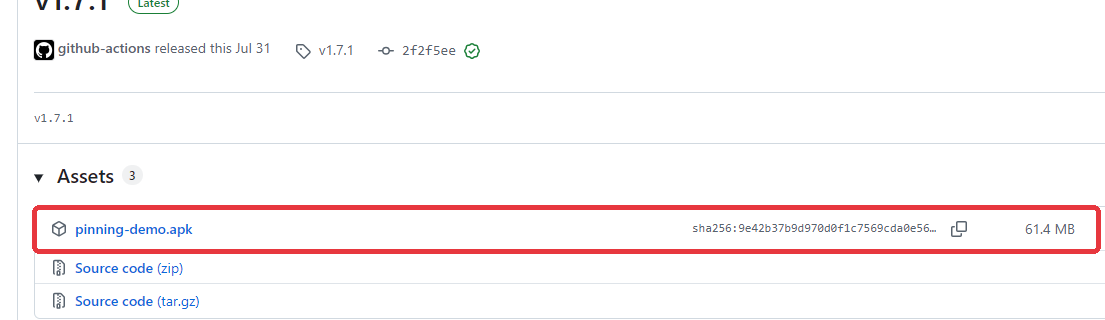 v1.7.1 Latest
github-actions released this Jul 31 v1.7.1 2f2f5ee
v1.7.1
Assets 3
pinning-demo.apk sha256:9e42b37b9d970d0f1c7569cda0e56… 61.4 MB
Source code (zip)
Source code (tar.gz)